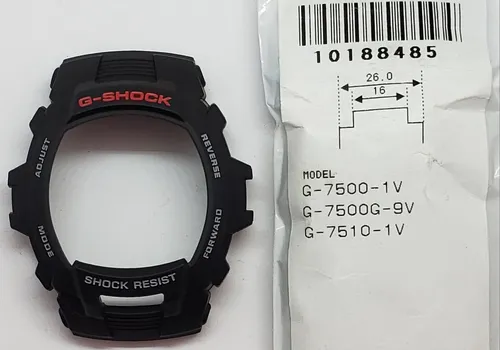 G-SHOCK
ADJUST
REVERSE
MODE
FORWARD
SHOCK RESIST
10188485
26.0
16
MODEL
G-7500-1V
G-7500G-9V
G-7510-1V